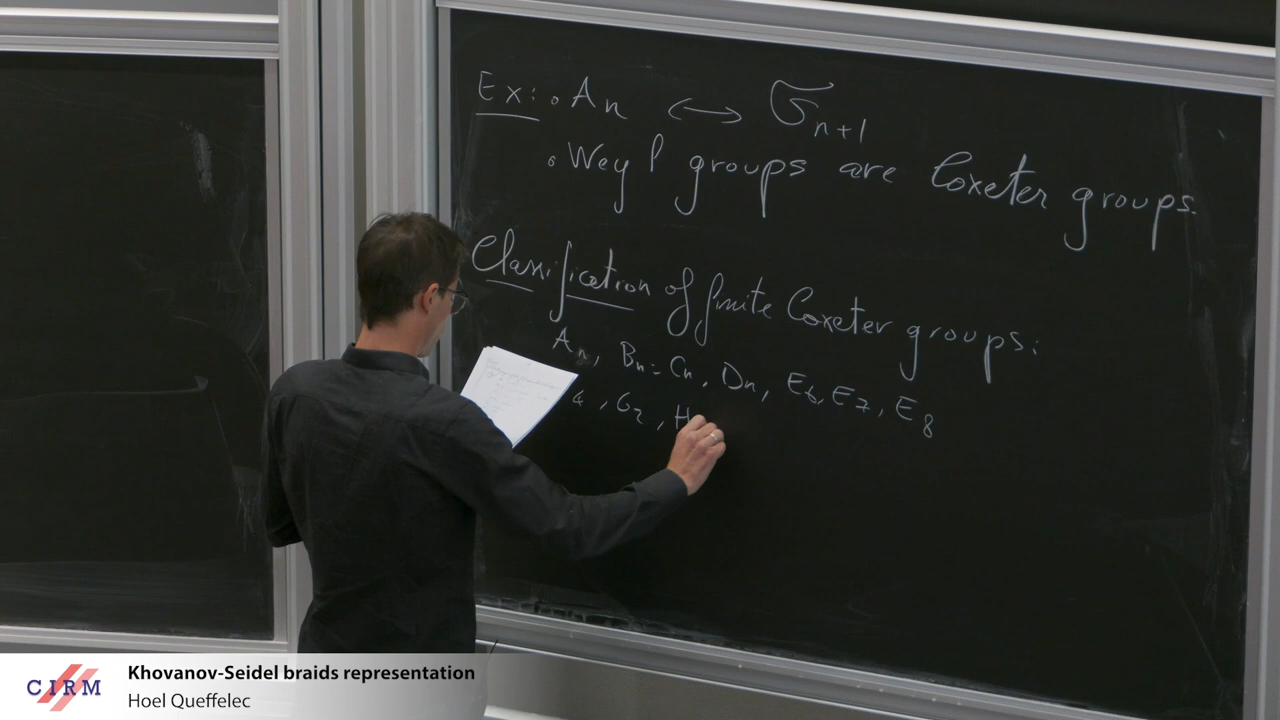 Ex: ∘ An ⟷ 𝔖n+1
∘ Weyl groups are Coxeter groups.
Classification of finite Coxeter groups:
An, Bn = Cn, Dn, E6, E7, E8
4, G2, H
CIRM
Khovanov-Seidel braids representation
Hoel Queffelec